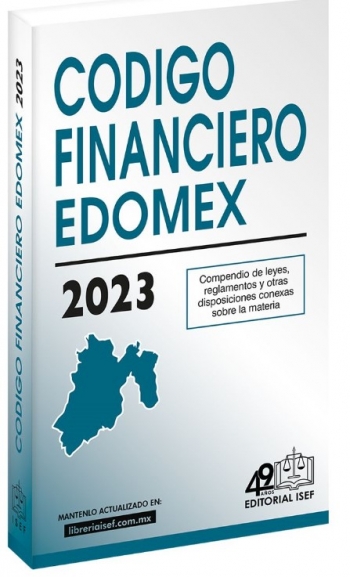 CODIGO
FINANCIERO
EDOMEX
2023
Compendio de leyes,
reglamentos y otras
disposiciones conexas
sobre la materia
MANTENLO ACTUALIZADO EN:
libreriaisef.com.mx
49
AÑOS
EDITORIAL ISEF
CODIGO FINANCIERO EDOMEX 2023